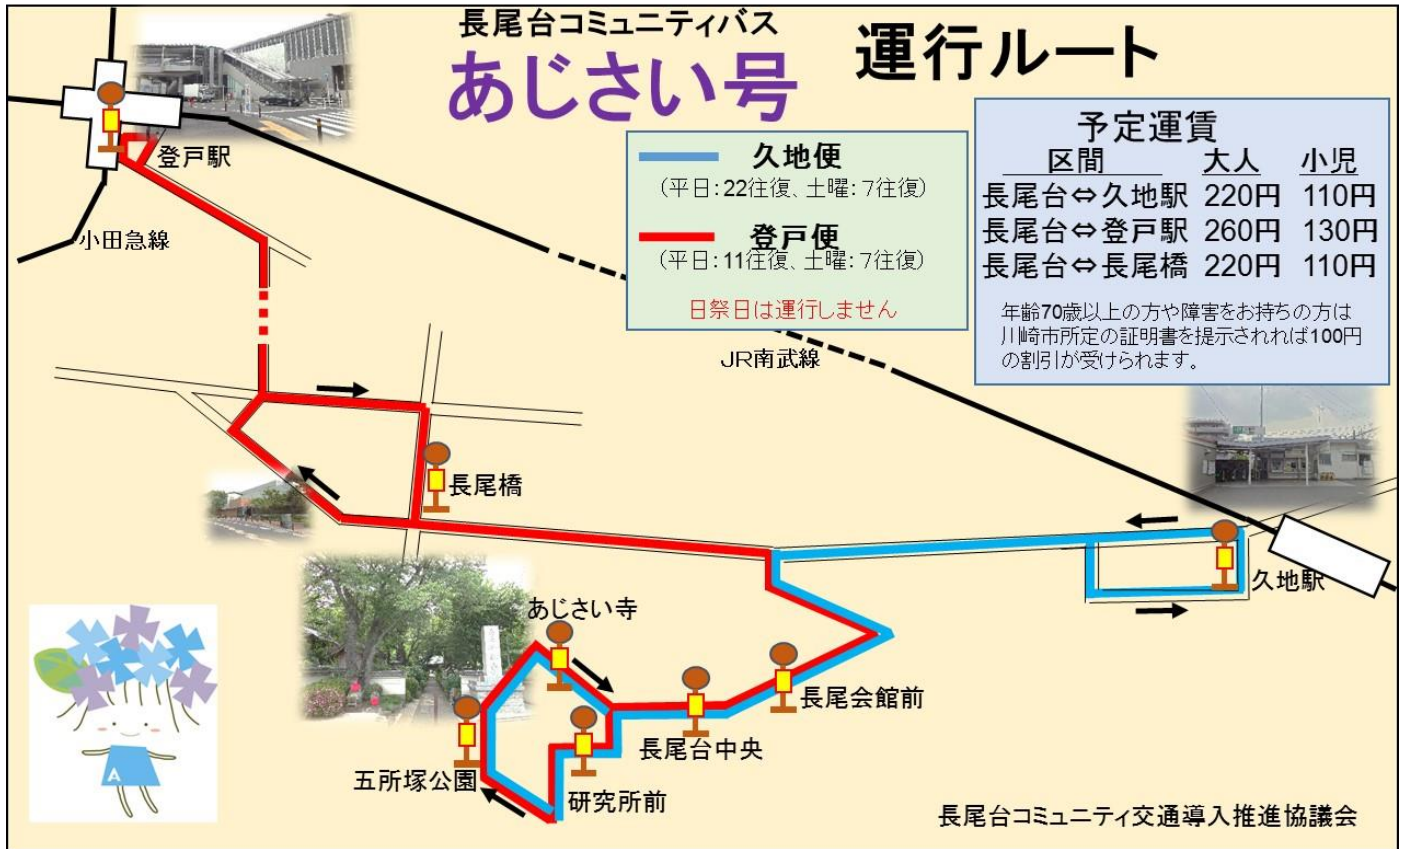 長尾台コミュニティバス
あじさい号
運行ルート
登戸駅
小田急線
久地便
(平日:22往復、土曜:7往復)
登戸便
(平日:11往復、土曜:7往復)
日祭日は運行しません
予定運賃
区間 大人 小児
長尾台⇔久地駅 220円 110円
長尾台⇔登戸駅 260円 130円
長尾台⇔長尾橋 220円 110円
年齢70歳以上の方や障害をお持ちの方は
川崎市所定の証明書を提示されれば100円
の割引が受けられます。
JR南武線
長尾橋
久地駅
あじさい寺
長尾会館前
長尾台中央
五所塚公園
研究所前
A
長尾台コミュニティ交通導入推進協議会